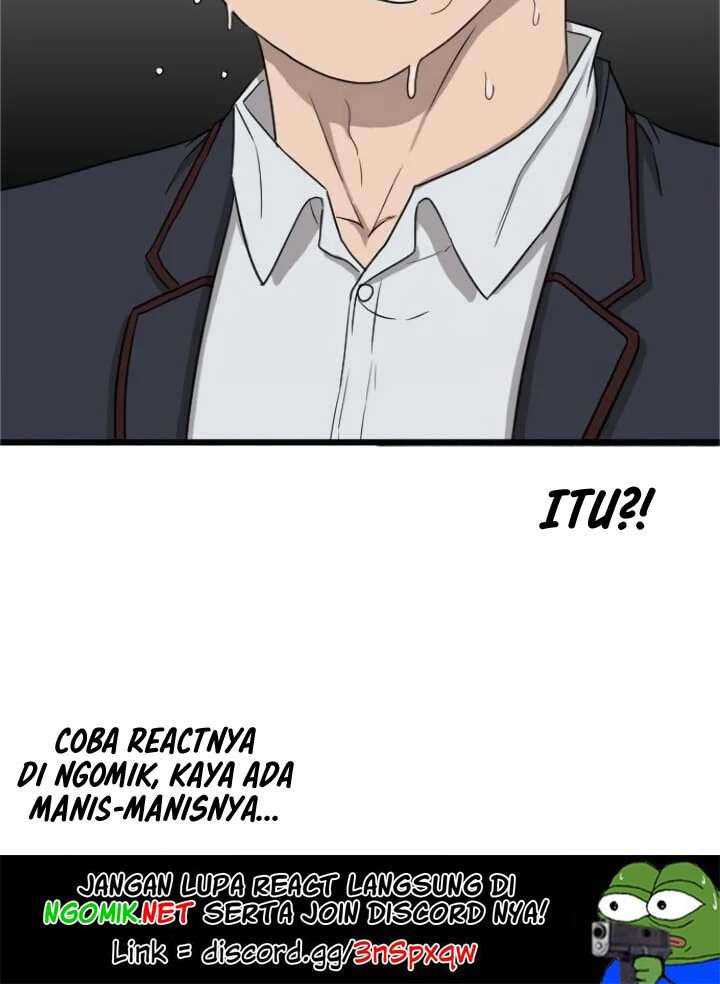 ITU?!
COBA REACTNYA
DI NGOMIK, KAYA ADA
MANIS-MANISNYA...
JANGAN LUPA REACT LANGSUNG DI
NGOMIK.NET SERTA JOIN DISCORD NYA!
Link = discord.gg/3nSpxqw